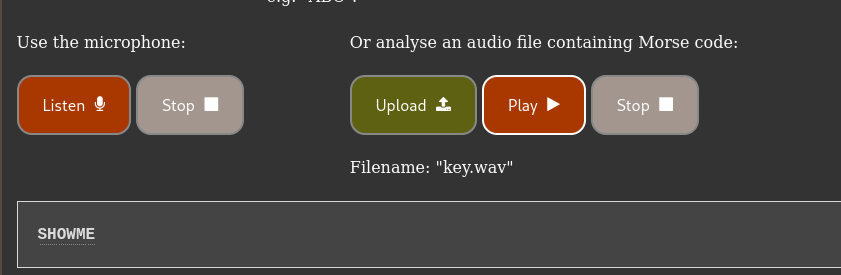 e.g. "ABC".
Use the microphone:
Or analyse an audio file containing Morse code:
Listen
Stop
Upload
Play
Stop
Filename: "key.wav"
SHOWME